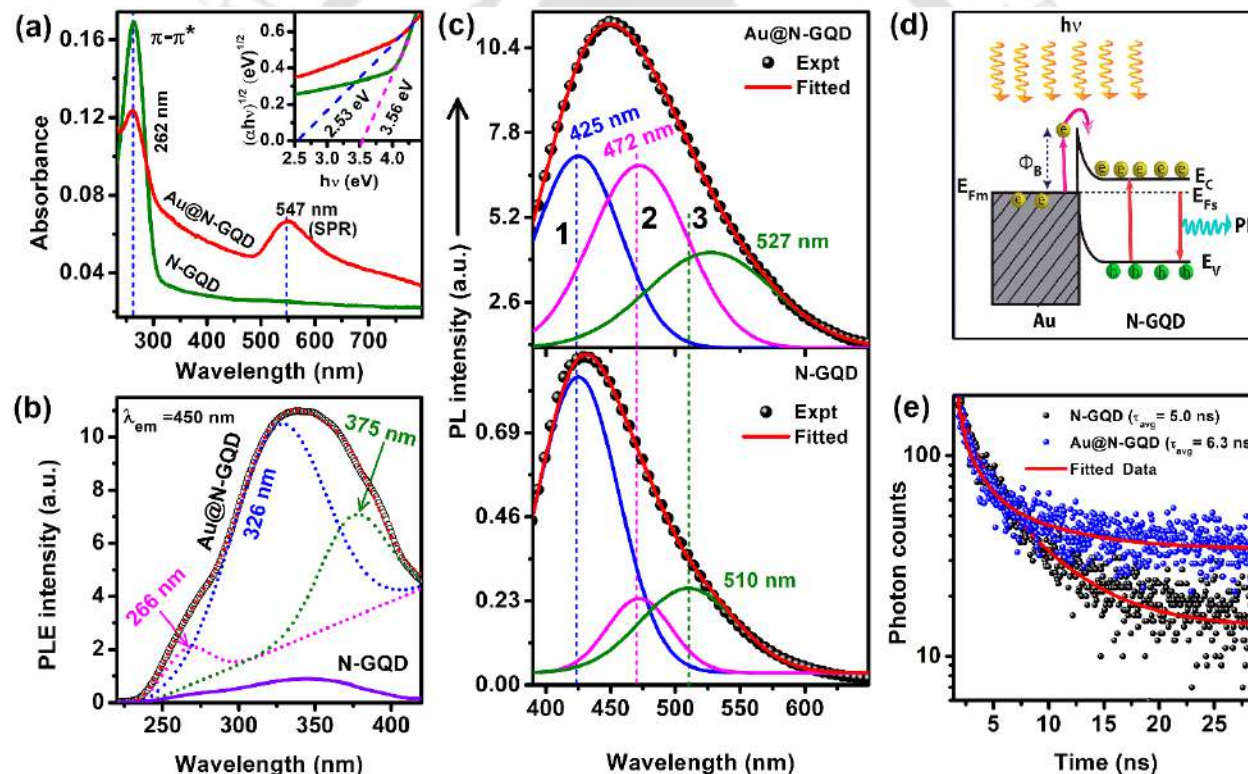 (a)
0.16
0.12
0.08
0.04
Absorbance
π-π*
262 nm
Au@N-GQD
N-GQD
547 nm
(SPR)
300 400 500 600 700
Wavelength (nm)
(αhν)^1/2 (eV)^1/2
0.6
0.4
0.2
0.0
2.53 eV
3.56 eV
2.5 3.0 3.5 4.0
hν (eV)
(b)
λem =450 nm
PLE intensity (a.u.)
10
8
6
4
2
0
Au@N-GQD
326 nm
375 nm
266 nm
N-GQD
250 300 350 400
Wavelength (nm)
(c)
PL intensity (a.u.)
10.4
7.8
5.2
2.6
Au@N-GQD
Expt
Fitted
425 nm
472 nm
527 nm
1 2 3
N-GQD
Expt
Fitted
0.69
0.46
0.23
0.00
510 nm
400 450 500 550 600
Wavelength (nm)
(d)
hν
e
ΦB
e e e e e
EFm
e e
EC
EFs
EV
h h h h
Au
N-GQD
(e)
N-GQD (τavg= 5.0 ns)
Au@N-GQD (τavg = 6.3 ns
Fitted Data
100
10
Photon counts
5 10 15 20 25
Time (ns)